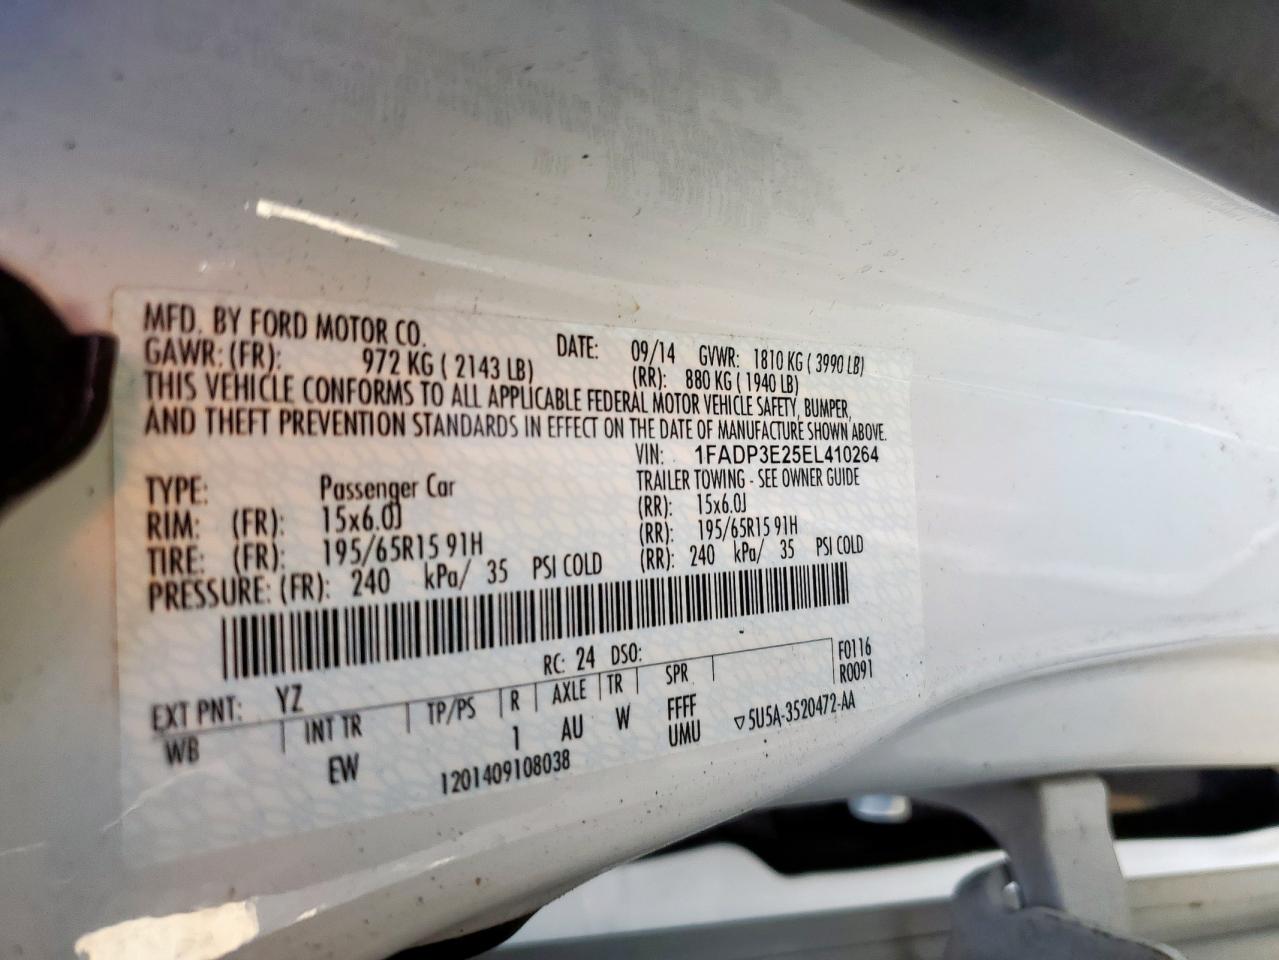 MFD. BY FORD MOTOR CO.
DATE: 09/14 GVWR: 1810 KG ( 3990 LB)
GAWR: (FR): 972 KG ( 2143 LB) (RR): 880 KG ( 1940 LB)
THIS VEHICLE CONFORMS TO ALL APPLICABLE FEDERAL MOTOR VEHICLE SAFETY, BUMPER,
AND THEFT PREVENTION STANDARDS IN EFFECT ON THE DATE OF MANUFACTURE SHOWN ABOVE.
VIN: 1FADP3E25EL410264
TYPE: Passenger Car TRAILER TOWING - SEE OWNER GUIDE
RIM: (FR): 15x6.0J (RR): 15x6.0J
TIRE: (FR): 195/65R15 91H (RR): 195/65R15 91H
PRESSURE: (FR): 240 kPa/ 35 PSI COLD (RR): 240 kPa/ 35 PSI COLD
RC: 24 DSO: F0116
EXT PNT: YZ R0091
WB INT TR TP/PS R AXLE TR SPR
EW 1 AU W FFFF
UMU
1201409108038 ▽5U5A-3520472-AA